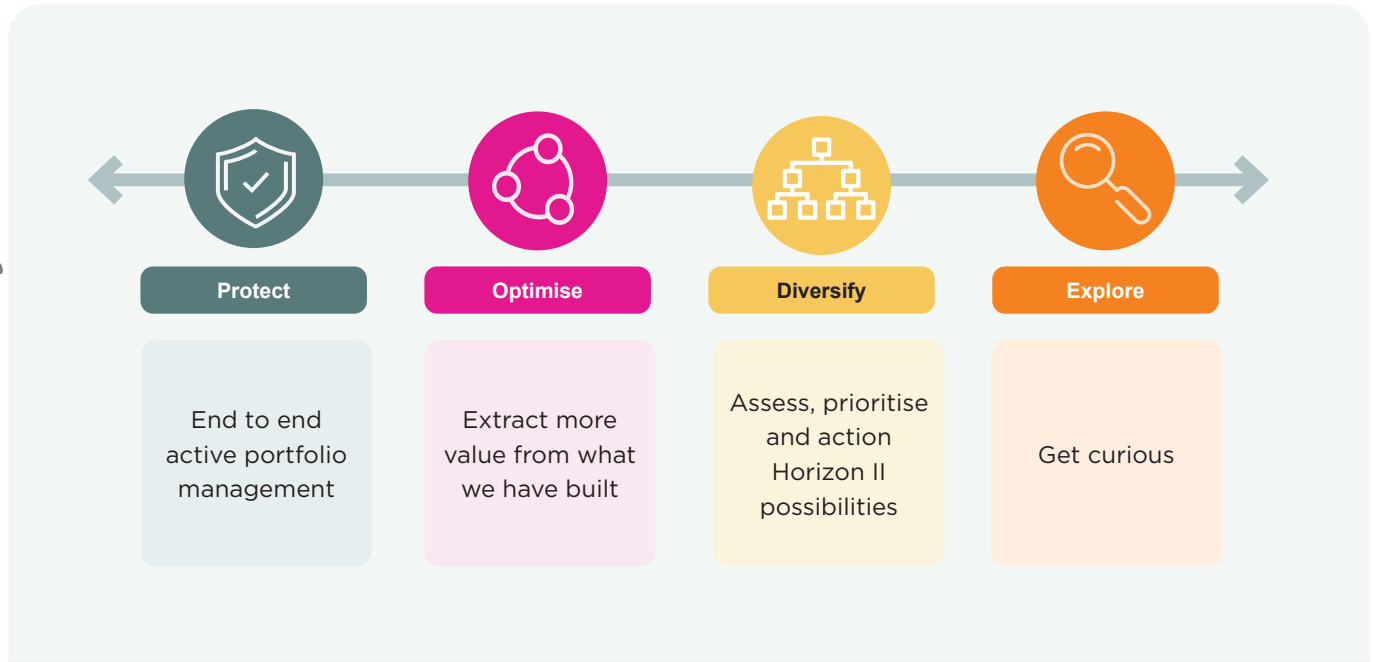 Protect
End to end
active portfolio
management
Optimise
Extract more
value from what
we have built
Diversify
Assess, prioritise
and action
Horizon II
possibilities
Explore
Get curious